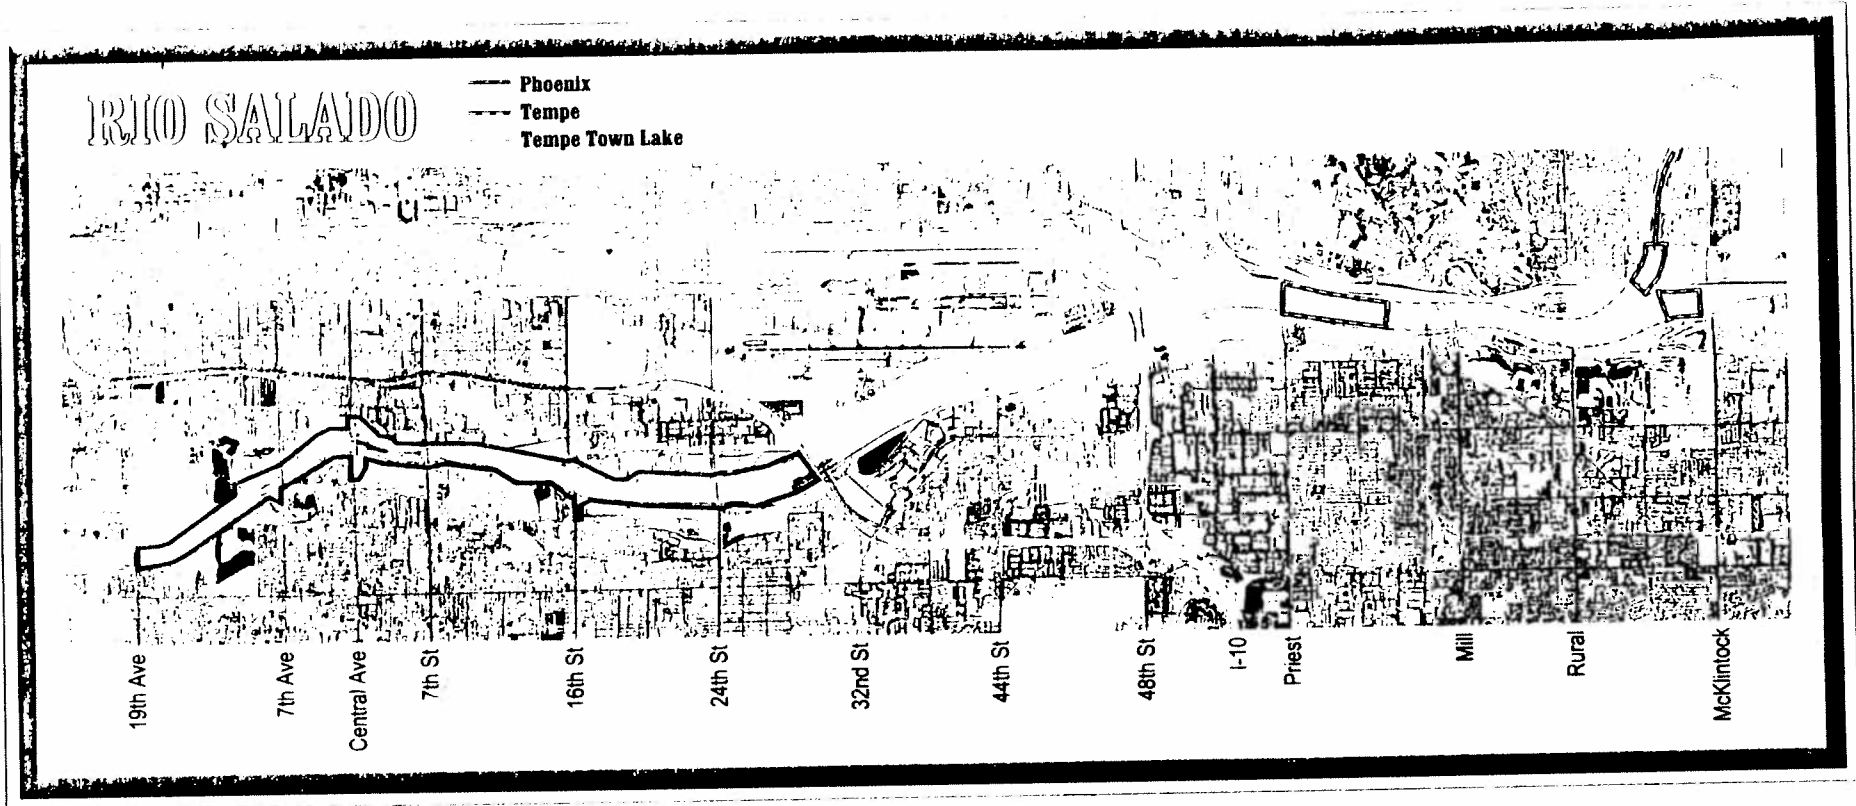 RIO SALADO
Phoenix
Tempe
Tempe Town Lake
19th Ave
7th Ave
Central Ave
7th St
16th St
24th St
32nd St
44th St
48th St
I-10
Priest
Mill
Rural
McKlintock